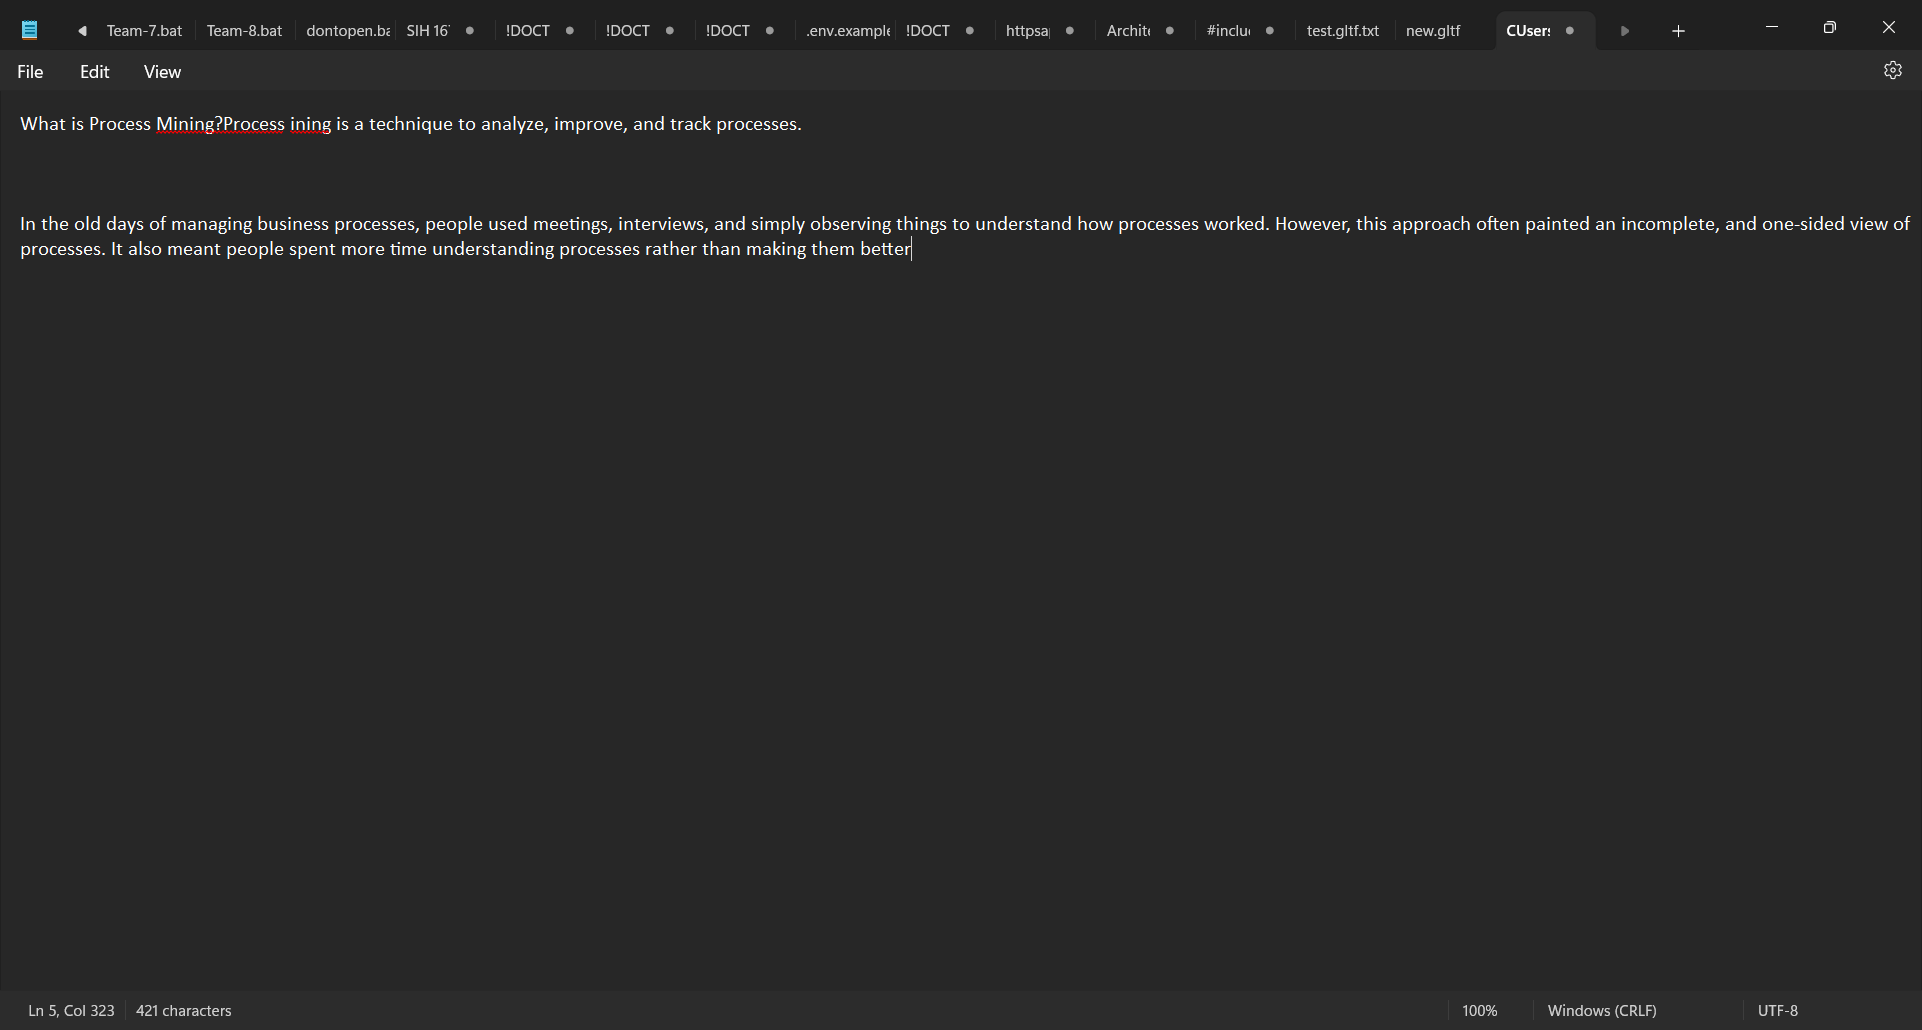 Team-7.bat Team-8.bat dontopen.ba SIH 16 !DOCT !DOCT !DOCT .env.example !DOCT httpsa Archite #inclu test.gltf.txt new.gltf CUsers
File Edit View
What is Process Mining?Process ining is a technique to analyze, improve, and track processes.
In the old days of managing business processes, people used meetings, interviews, and simply observing things to understand how processes worked. However, this approach often painted an incomplete, and one-sided view of
processes. It also meant people spent more time understanding processes rather than making them better
Ln 5, Col 323 421 characters 100% Windows (CRLF) UTF-8